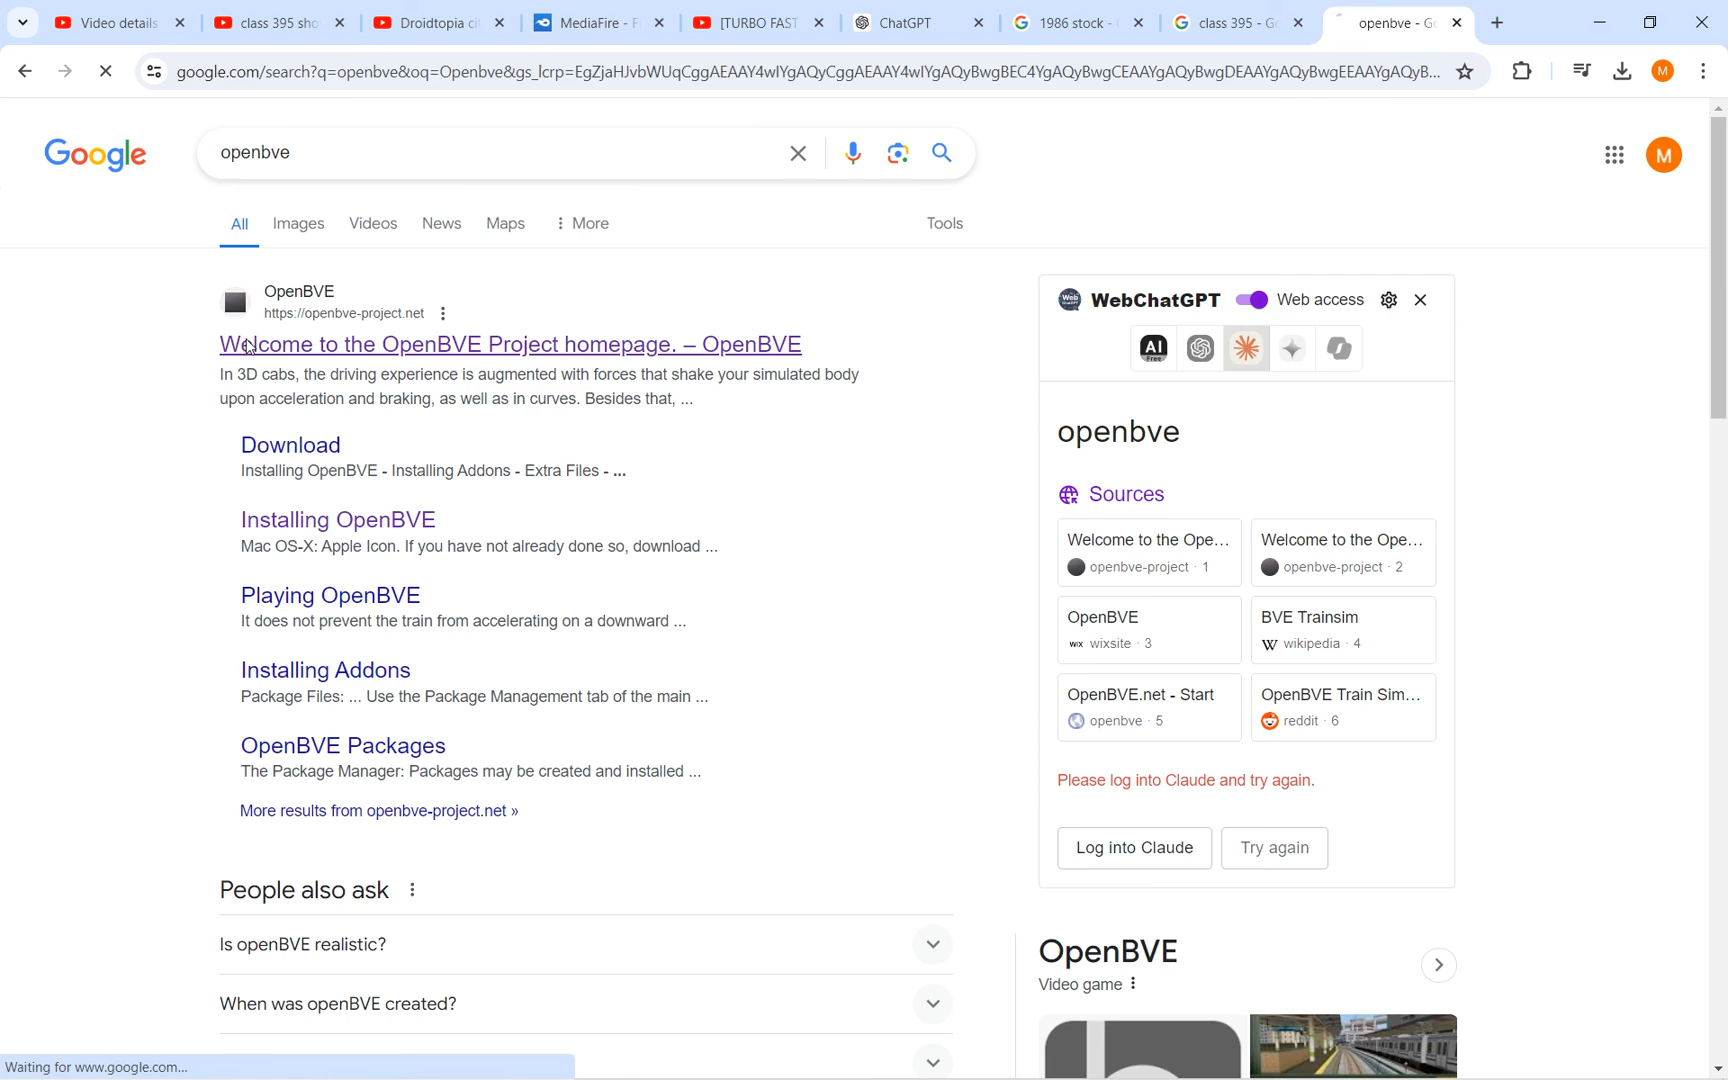 Video details
class 395 sho
Droidtopia ci
MediaFire - F
[TURBO FAST
ChatGPT
1986 stock -
class 395 - Go
openbve - Go
google.com/search?q=openbve&oq=Openbve&gs_lcrp=EgZjaHJvbWUqCggAEAAY4wIYgAQyCggAEAAY4wIYgAQyBwgBEC4YgAQyBwgCEAAYgAQyBwgDEAAYgAQyBwgEEAAYgAQyB...
M
Google
openbve
M
All
Images
Videos
News
Maps
More
Tools
OpenBVE
https://openbve-project.net
Welcome to the OpenBVE Project homepage. – OpenBVE
In 3D cabs, the driving experience is augmented with forces that shake your simulated body
upon acceleration and braking, as well as in curves. Besides that, ...
Download
Installing OpenBVE - Installing Addons - Extra Files - ...
Installing OpenBVE
Mac OS-X: Apple Icon. If you have not already done so, download ...
Playing OpenBVE
It does not prevent the train from accelerating on a downward ...
Installing Addons
Package Files: ... Use the Package Management tab of the main ...
OpenBVE Packages
The Package Manager: Packages may be created and installed ...
More results from openbve-project.net »
People also ask
Is openBVE realistic?
When was openBVE created?
Web
ChatGPT
WebChatGPT
Web access
AI
Free
openbve
Sources
Welcome to the Ope...
openbve-project · 1
Welcome to the Ope...
openbve-project · 2
OpenBVE
WiX wixsite · 3
BVE Trainsim
W wikipedia · 4
OpenBVE.net - Start
openbve · 5
OpenBVE Train Sim...
reddit · 6
Please log into Claude and try again.
Log into Claude
Try again
OpenBVE
Video game
Waiting for www.google.com...